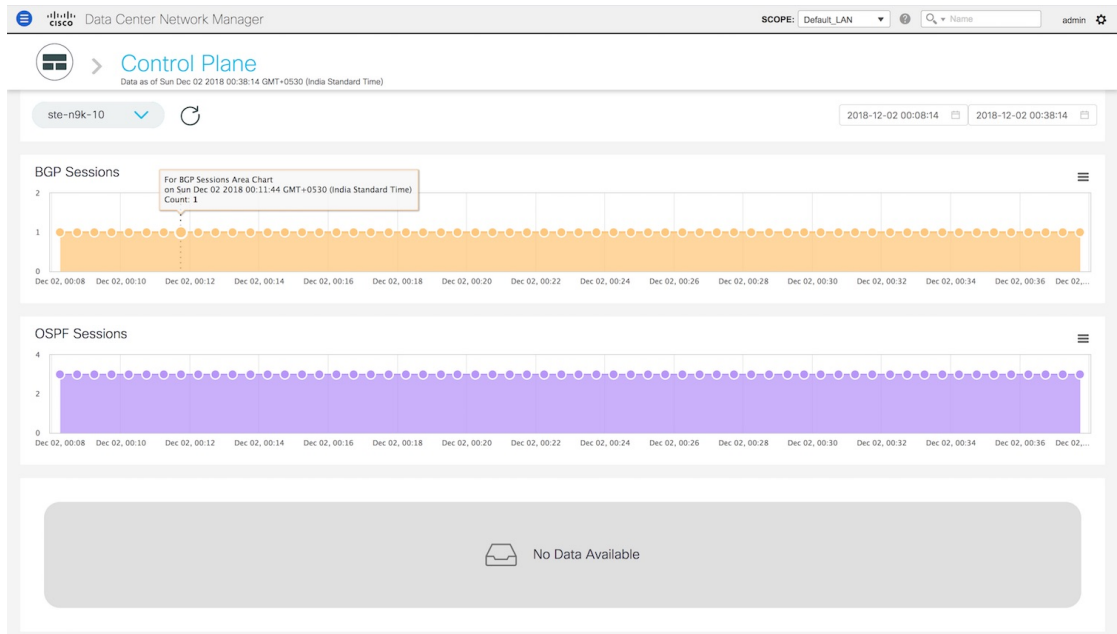 cisco Data Center Network Manager SCOPE: Default_LAN Name admin
Control Plane
Data as of Sun Dec 02 2018 00:38:14 GMT+0530 (India Standard Time)
ste-n9k-10 2018-12-02 00:08:14 2018-12-02 00:38:14
BGP Sessions
For BGP Sessions Area Chart
on Sun Dec 02 2018 00:11:44 GMT+0530 (India Standard Time)
Count: 1
2
1
0
Dec 02, 00:08 Dec 02, 00:10 Dec 02, 00:12 Dec 02, 00:14 Dec 02, 00:16 Dec 02, 00:18 Dec 02, 00:20 Dec 02, 00:22 Dec 02, 00:24 Dec 02, 00:26 Dec 02, 00:28 Dec 02, 00:30 Dec 02, 00:32 Dec 02, 00:34 Dec 02, 00:36 Dec 02,...
OSPF Sessions
4
2
0
Dec 02, 00:08 Dec 02, 00:10 Dec 02, 00:12 Dec 02, 00:14 Dec 02, 00:16 Dec 02, 00:18 Dec 02, 00:20 Dec 02, 00:22 Dec 02, 00:24 Dec 02, 00:26 Dec 02, 00:28 Dec 02, 00:30 Dec 02, 00:32 Dec 02, 00:34 Dec 02, 00:36 Dec 02,...
No Data Available